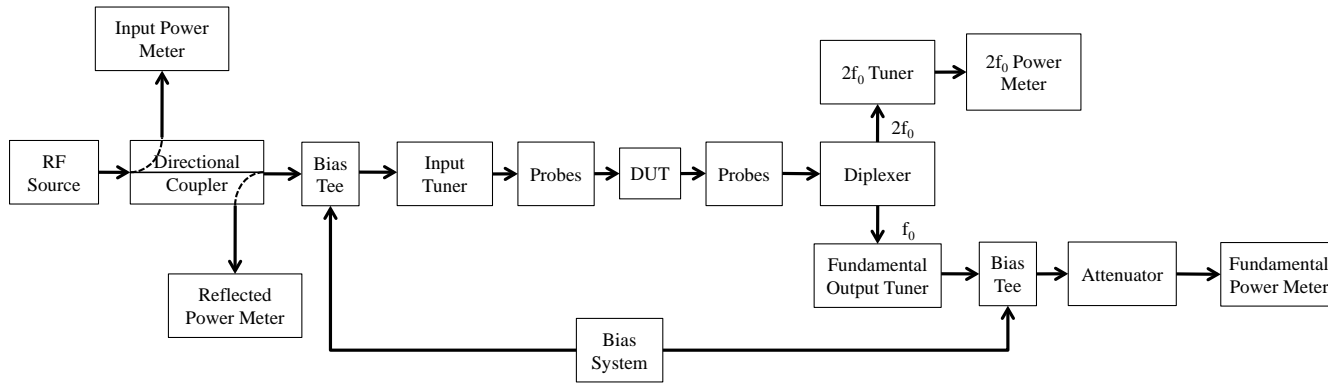 Input Power
Meter
2f₀ Tuner
2f₀ Power
Meter
2f₀
RF
Source
Directional
Coupler
Bias
Tee
Input
Tuner
Probes
DUT
Probes
Diplexer
f₀
Reflected
Power Meter
Fundamental
Output Tuner
Bias
Tee
Attenuator
Fundamental
Power Meter
Bias
System